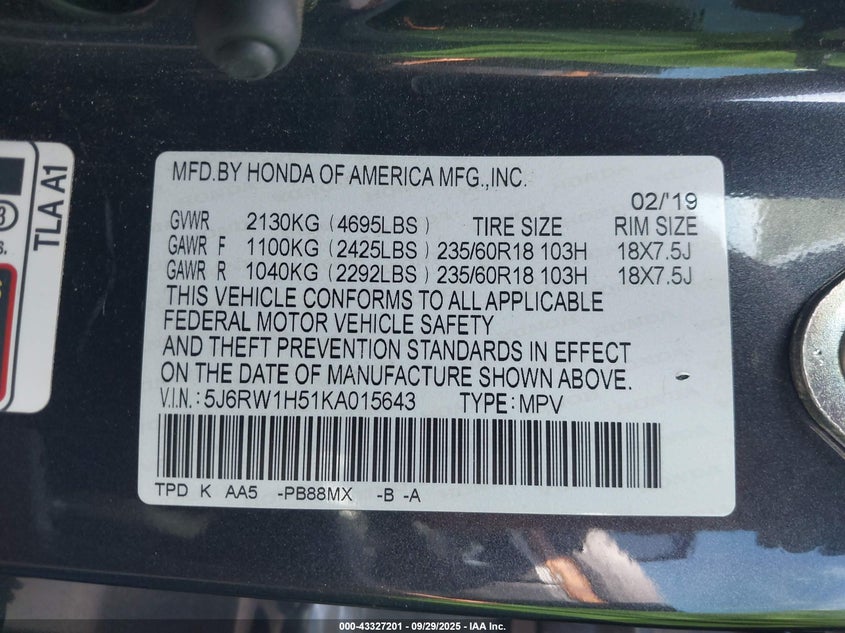 TLA A1
MFD.BY HONDA OF AMERICA MFG.,INC.
02/'19
GVWR 2130KG (4695LBS) TIRE SIZE RIM SIZE
GAWR F 1100KG (2425LBS) 235/60R18 103H 18X7.5J
GAWR R 1040KG (2292LBS) 235/60R18 103H 18X7.5J
THIS VEHICLE CONFORMS TO ALL APPLICABLE
FEDERAL MOTOR VEHICLE SAFETY
AND THEFT PREVENTION STANDARDS IN EFFECT
ON THE DATE OF MANUFACTURE SHOWN ABOVE.
V.I.N.: 5J6RW1H51KA015643 TYPE: MPV
TPD K AA5 -PB88MX -B -A
000-43327201 - 09/29/2025 - IAA Inc.